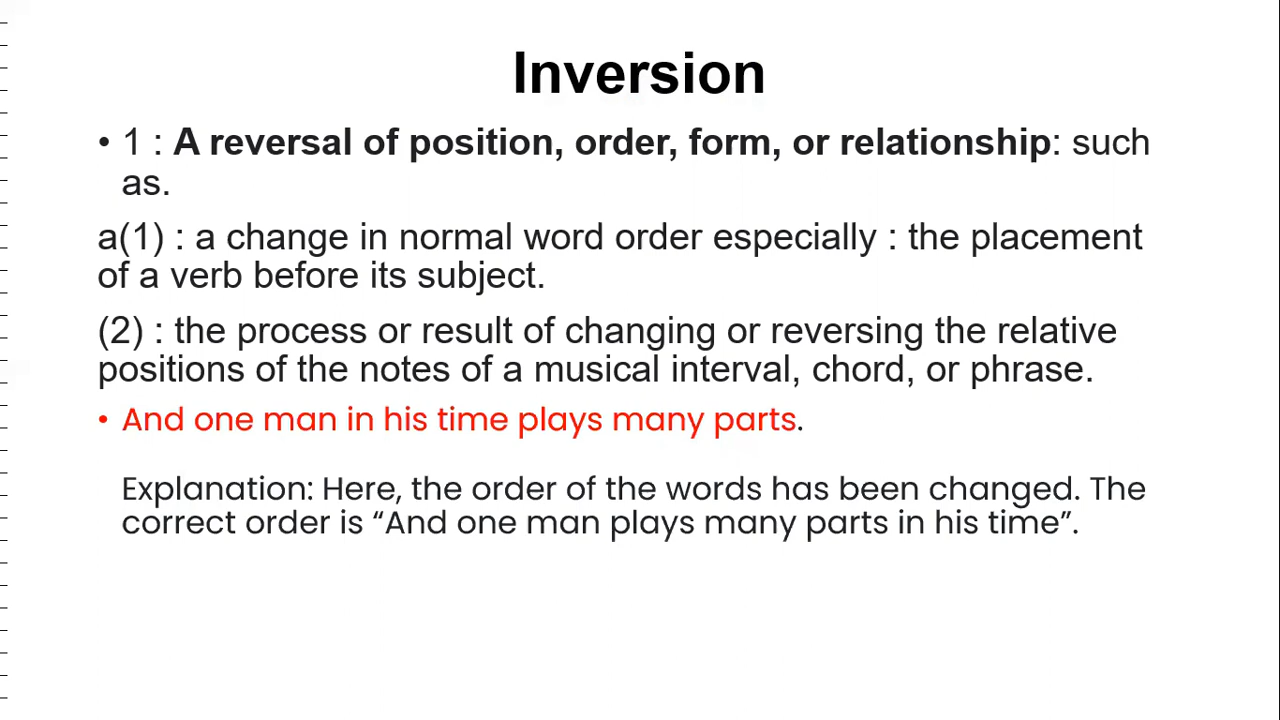 Inversion
• 1 : A reversal of position, order, form, or relationship: such
as.
a(1) : a change in normal word order especially : the placement
of a verb before its subject.
(2) : the process or result of changing or reversing the relative
positions of the notes of a musical interval, chord, or phrase.
• And one man in his time plays many parts.
Explanation: Here, the order of the words has been changed. The
correct order is “And one man plays many parts in his time”.